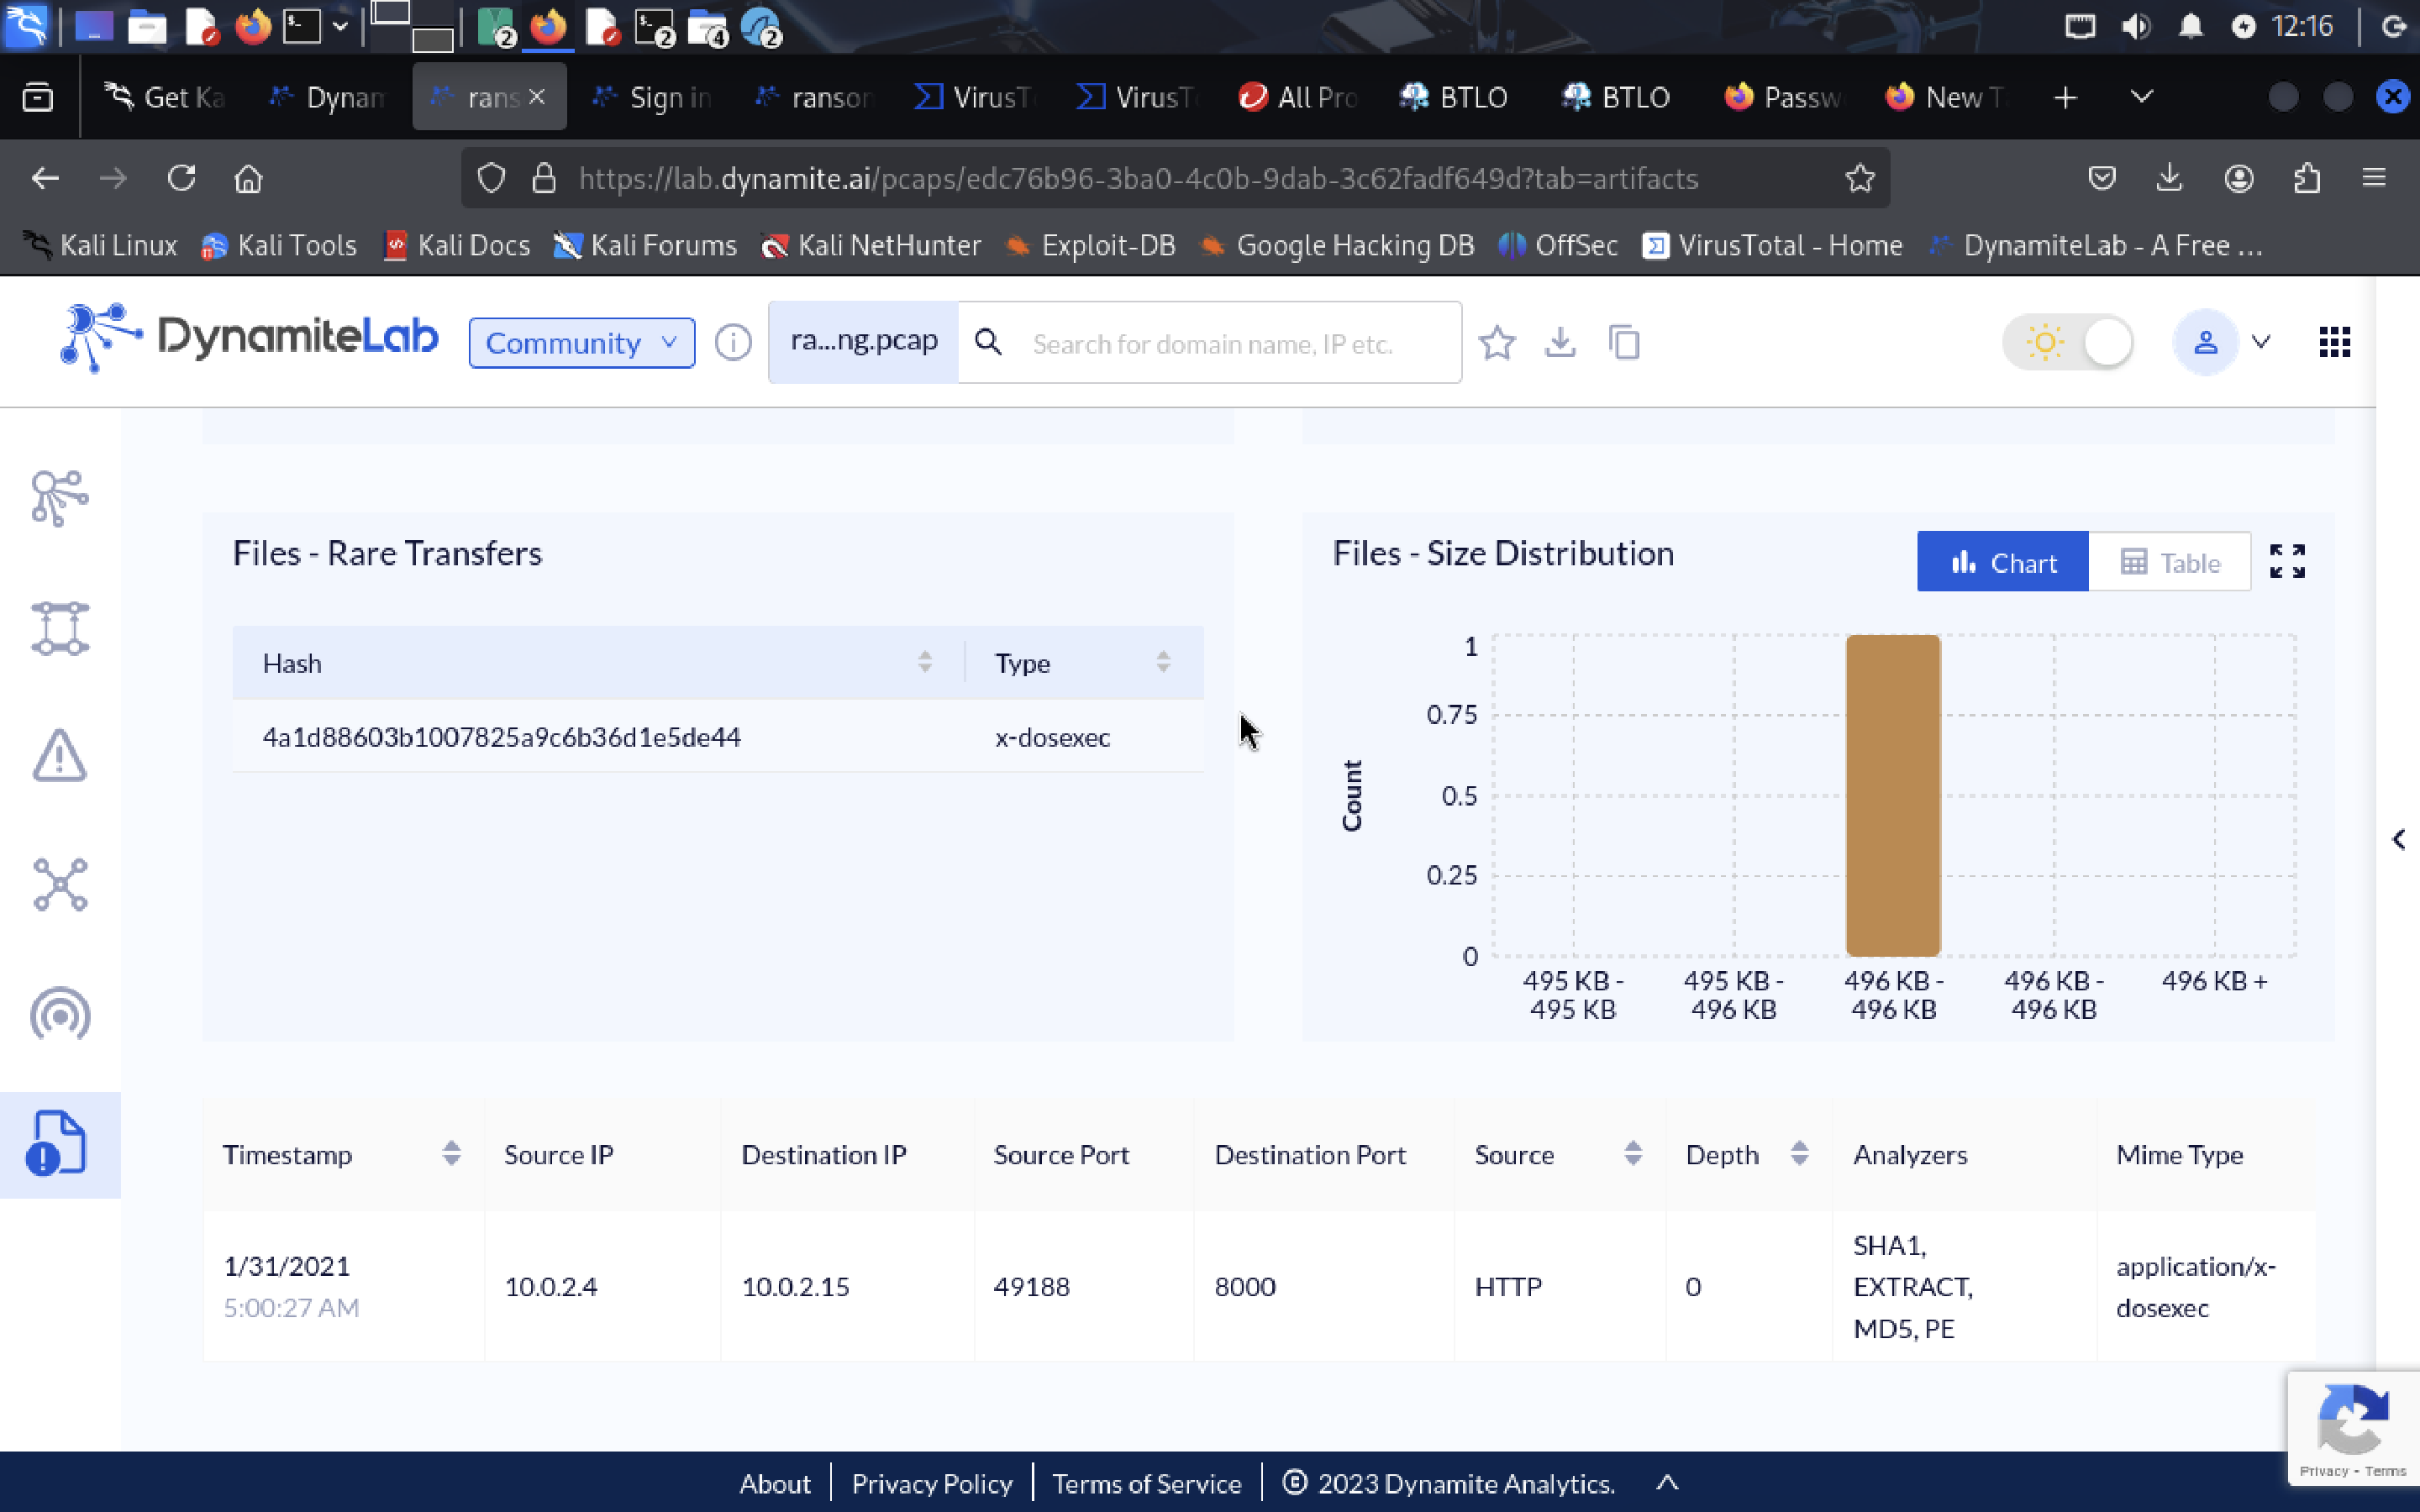 2
2
4
2
12:16
Get Ka
Dynam
rans
Sign in
ranson
VirusT
VirusT
All Pro
BTLO
BTLO
Passw
New T
https://lab.dynamite.ai/pcaps/edc76b96-3ba0-4c0b-9dab-3c62fadf649d?tab=artifacts
Kali Linux
Kali Tools
Kali Docs
Kali Forums
Kali NetHunter
Exploit-DB
Google Hacking DB
OffSec
VirusTotal - Home
DynamiteLab - A Free ...
DynamiteLab
Community
ra...ng.pcap
Search for domain name, IP etc.
Files - Rare Transfers
Hash
Type
4a1d88603b1007825a9c6b36d1e5de44
x-dosexec
Files - Size Distribution
Chart
Table
Count
1
0.75
0.5
0.25
0
495 KB -
495 KB
495 KB -
496 KB
496 KB -
496 KB
496 KB -
496 KB
496 KB +
Timestamp
Source IP
Destination IP
Source Port
Destination Port
Source
Depth
Analyzers
Mime Type
1/31/2021
5:00:27 AM
10.0.2.4
10.0.2.15
49188
8000
HTTP
0
SHA1,
EXTRACT,
MD5, PE
application/x-
dosexec
About
Privacy Policy
Terms of Service
© 2023 Dynamite Analytics.
Privacy - Terms